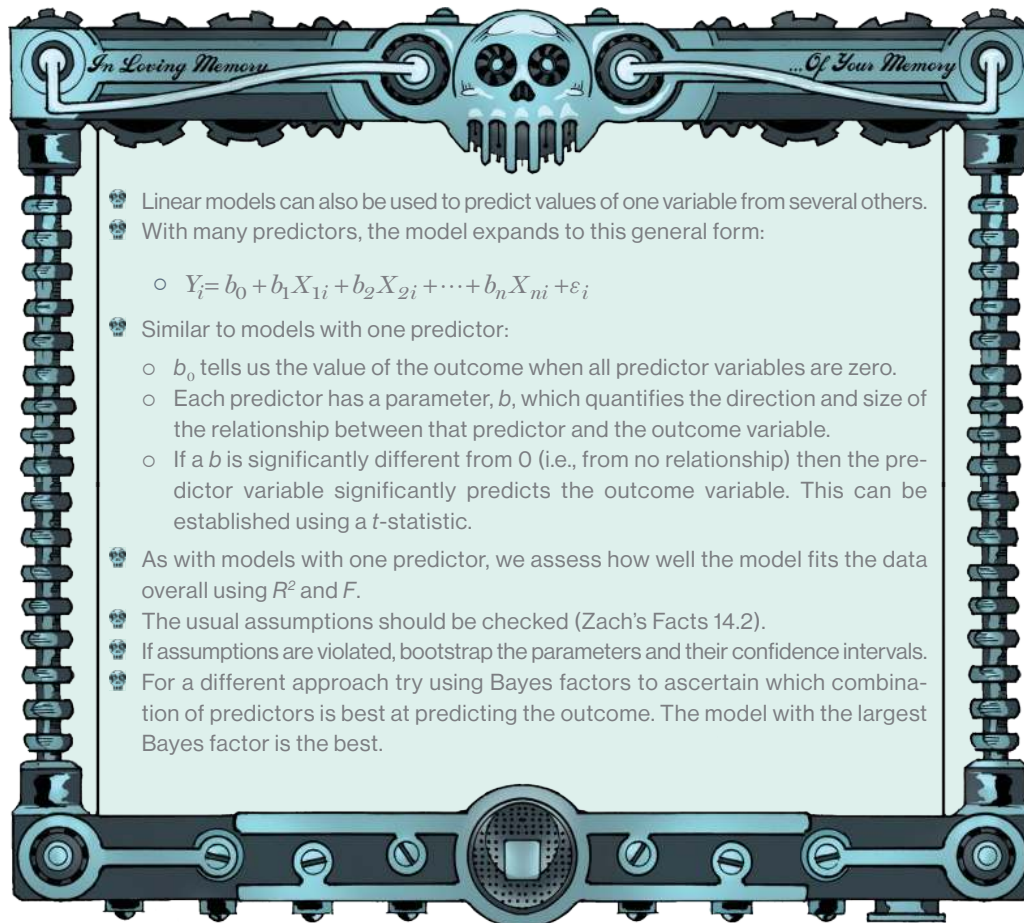 In Loving Memory... ...Of Your Memory
Linear models can also be used to predict values of one variable from several others.
With many predictors, the model expands to this general form:
○ Yᵢ= b₀ + b₁X₁ᵢ + b₂X₂ᵢ + ⋯ + bₙXₙᵢ + εᵢ
Similar to models with one predictor:
○ b₀ tells us the value of the outcome when all predictor variables are zero.
○ Each predictor has a parameter, b, which quantifies the direction and size of
the relationship between that predictor and the outcome variable.
○ If a b is significantly different from 0 (i.e., from no relationship) then the pre-
dictor variable significantly predicts the outcome variable. This can be
established using a t-statistic.
As with models with one predictor, we assess how well the model fits the data
overall using R² and F.
The usual assumptions should be checked (Zach's Facts 14.2).
If assumptions are violated, bootstrap the parameters and their confidence intervals.
For a different approach try using Bayes factors to ascertain which combina-
tion of predictors is best at predicting the outcome. The model with the largest
Bayes factor is the best.